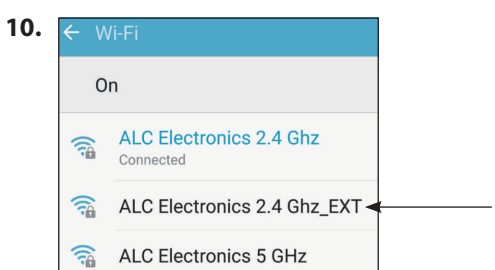 10.
← Wi-Fi
On
ALC Electronics 2.4 Ghz
Connected
ALC Electronics 2.4 Ghz_EXT
ALC Electronics 5 GHz